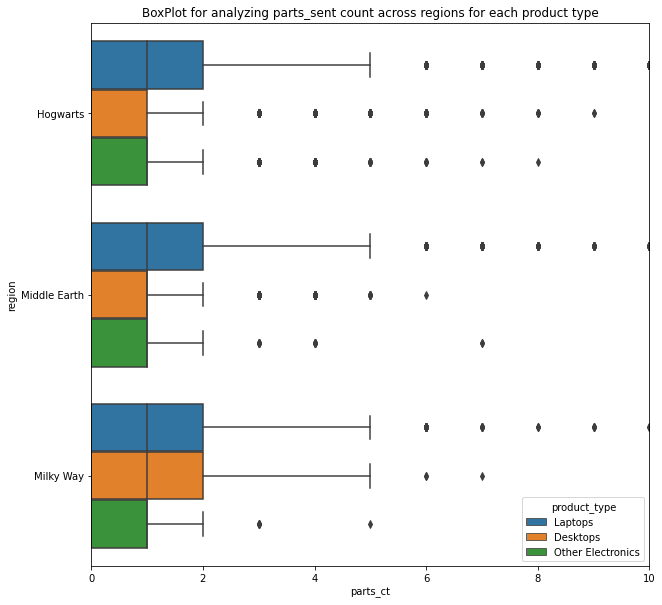 BoxPlot for analyzing parts_sent count across regions for each product type
Hogwarts
Middle Earth
Milky Way
region
product_type
Laptops
Desktops
Other Electronics
0 2 4 6 8 10
parts_ct